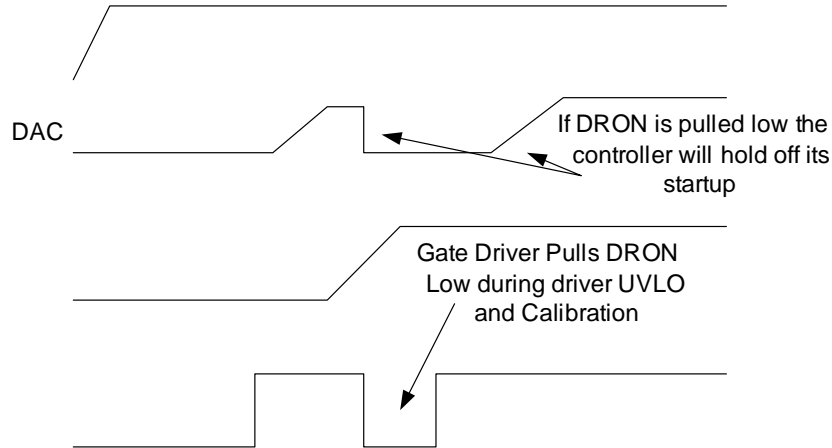 DAC
If DRON is pulled low the
controller will hold off its
startup
Gate Driver Pulls DRON
Low during driver UVLO
and Calibration